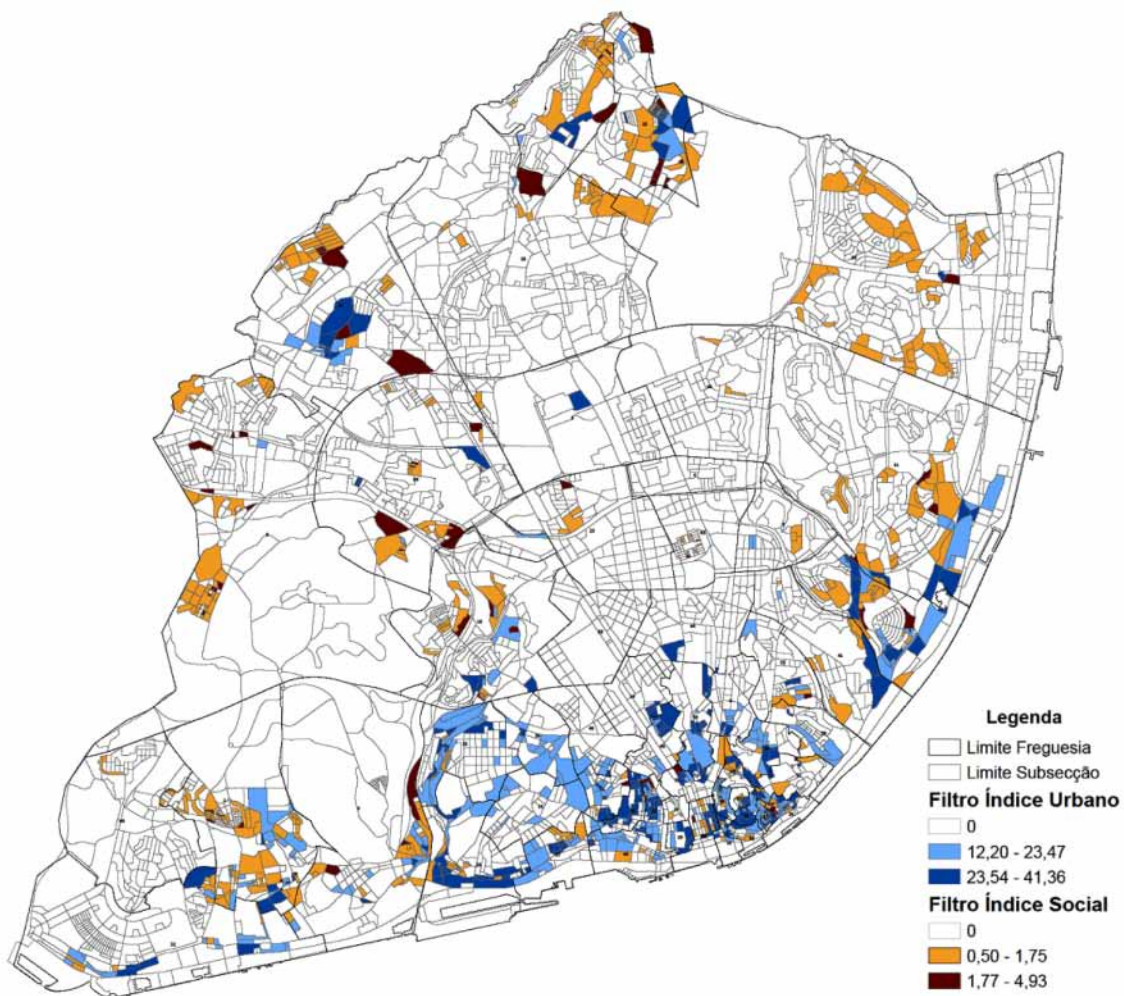 Legenda
Limite Freguesia
Limite Subsecção
Filtro Índice Urbano
0
12,20 - 23,47
23,54 - 41,36
Filtro Índice Social
0
0,50 - 1,75
1,77 - 4,93